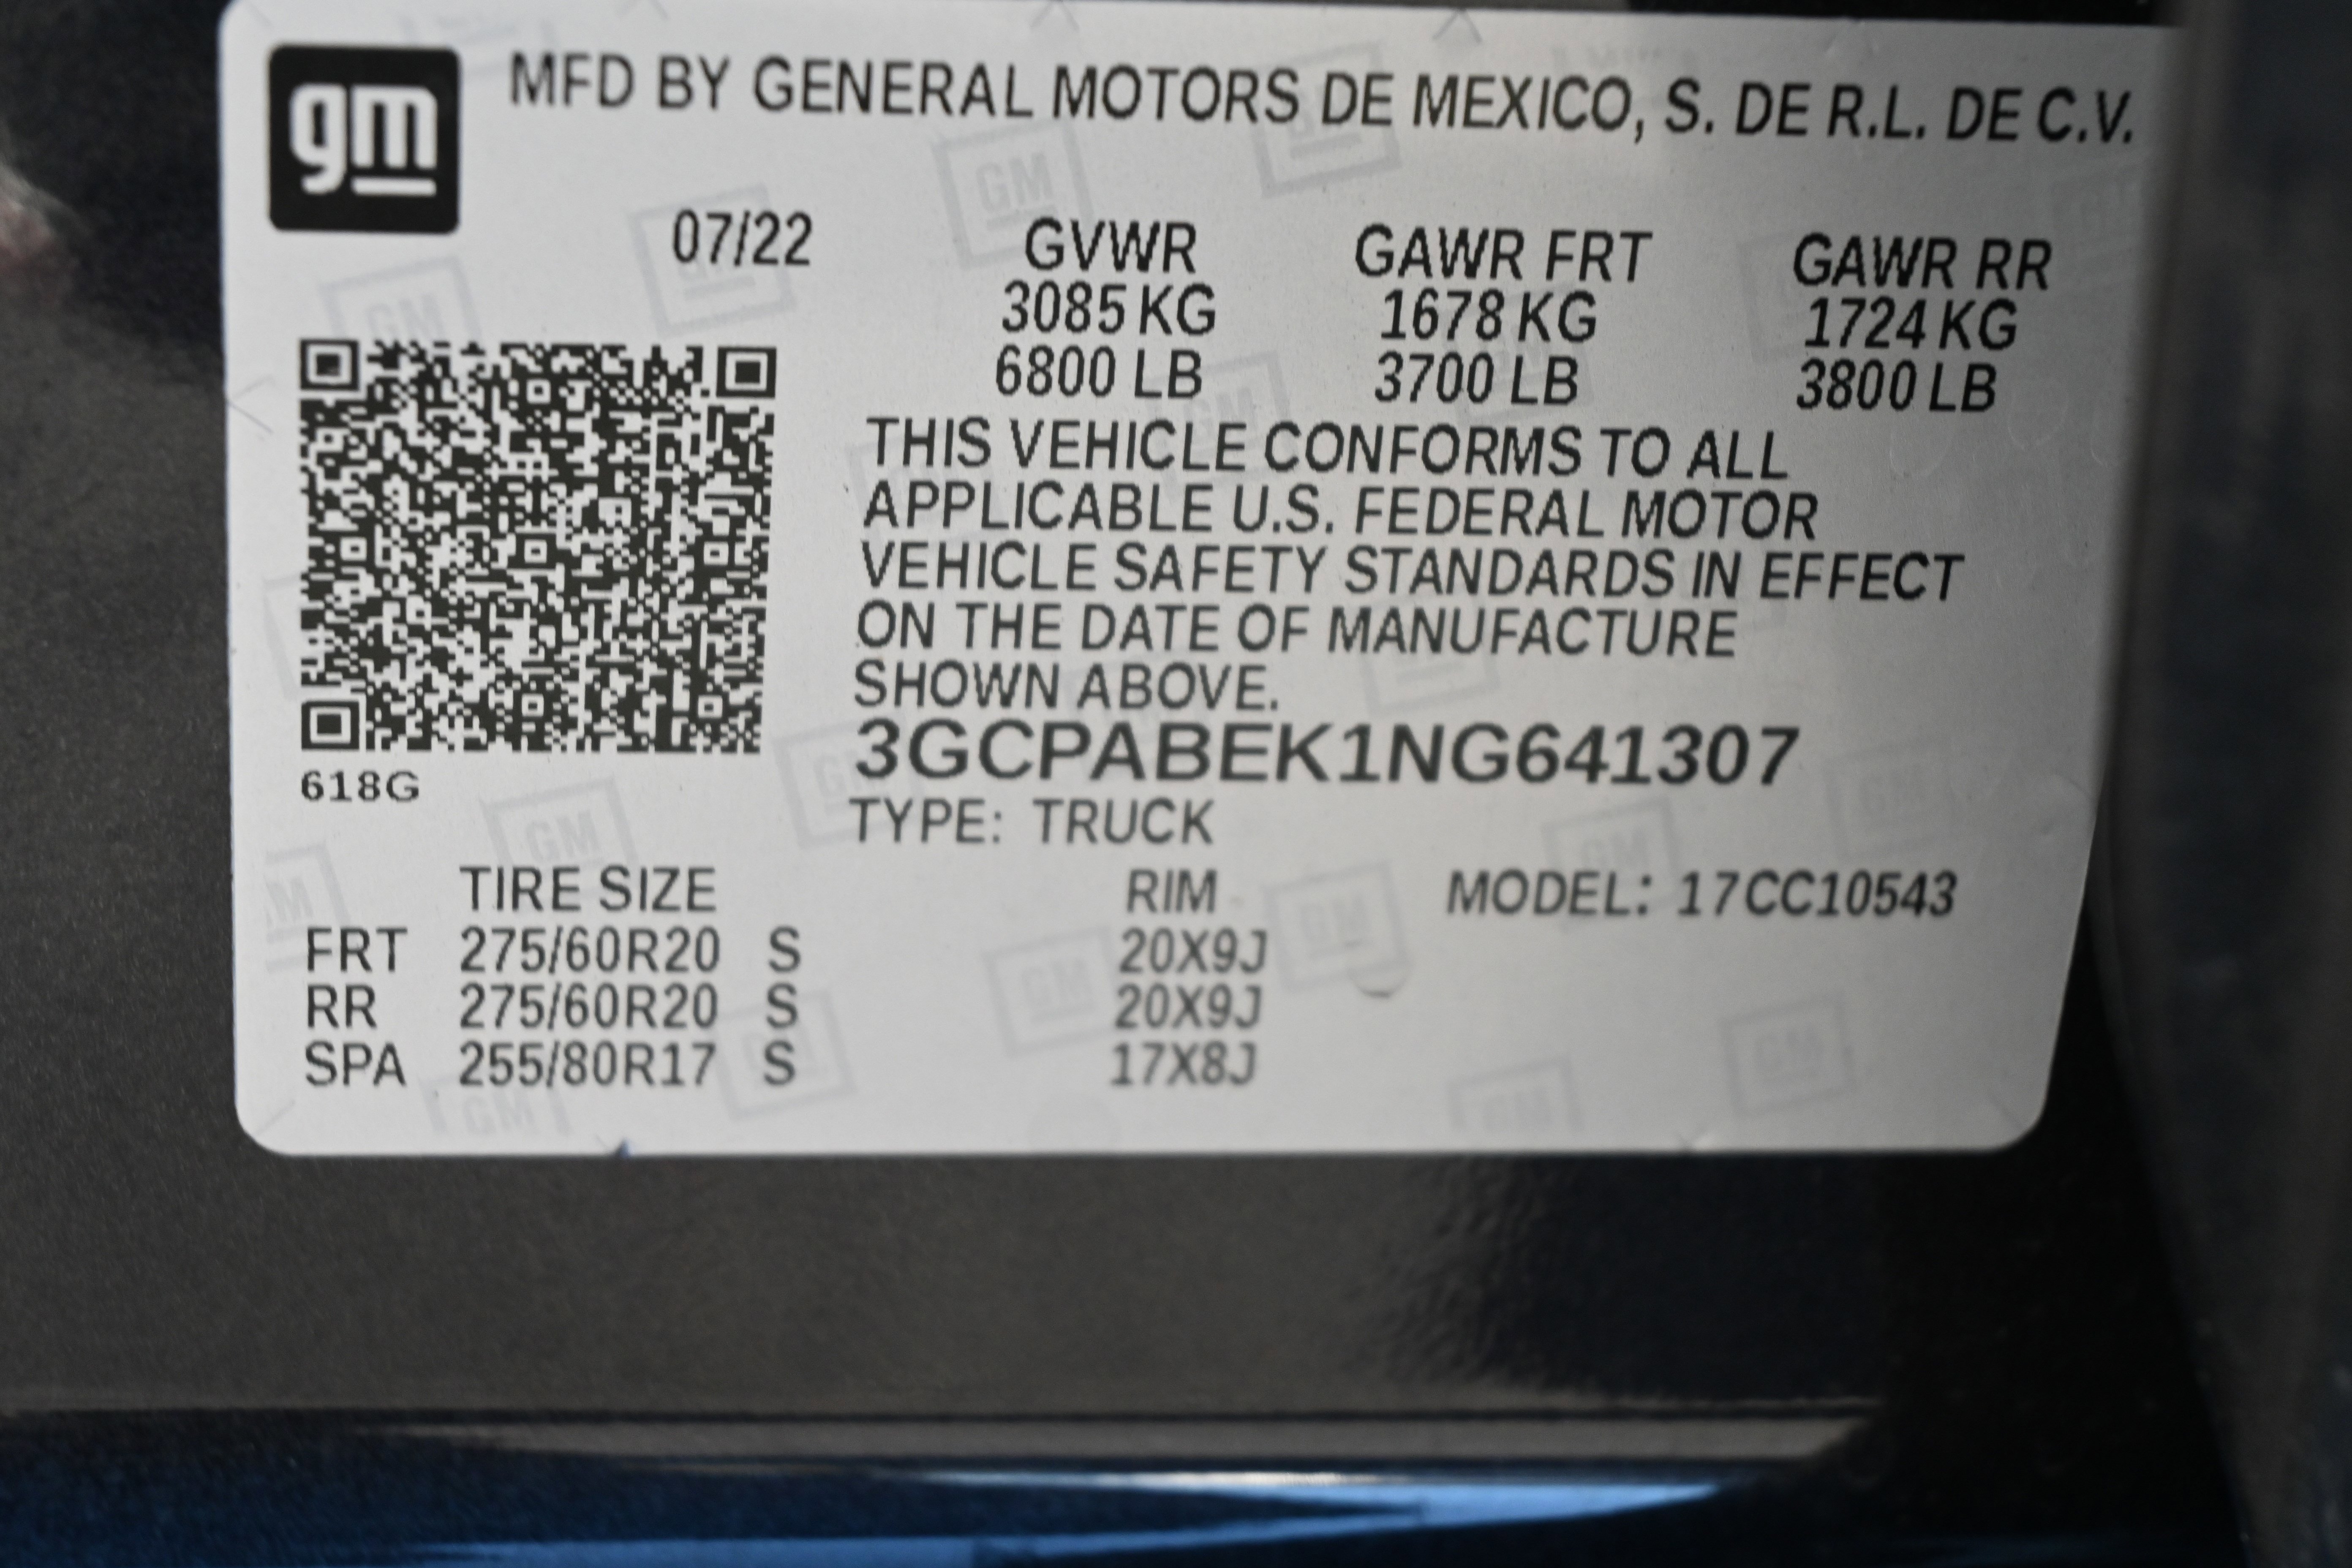 gm
MFD BY GENERAL MOTORS DE MEXICO, S. DE R.L. DE C.V.
07/22 GVWR GAWR FRT GAWR RR
3085 KG 1678 KG 1724 KG
6800 LB 3700 LB 3800 LB
THIS VEHICLE CONFORMS TO ALL
APPLICABLE U.S. FEDERAL MOTOR
VEHICLE SAFETY STANDARDS IN EFFECT
ON THE DATE OF MANUFACTURE
SHOWN ABOVE.
3GCPABEK1NG641307
618G
TYPE: TRUCK
TIRE SIZE RIM MODEL: 17CC10543
FRT 275/60R20 S 20X9J
RR 275/60R20 S 20X9J
SPA 255/80R17 S 17X8J